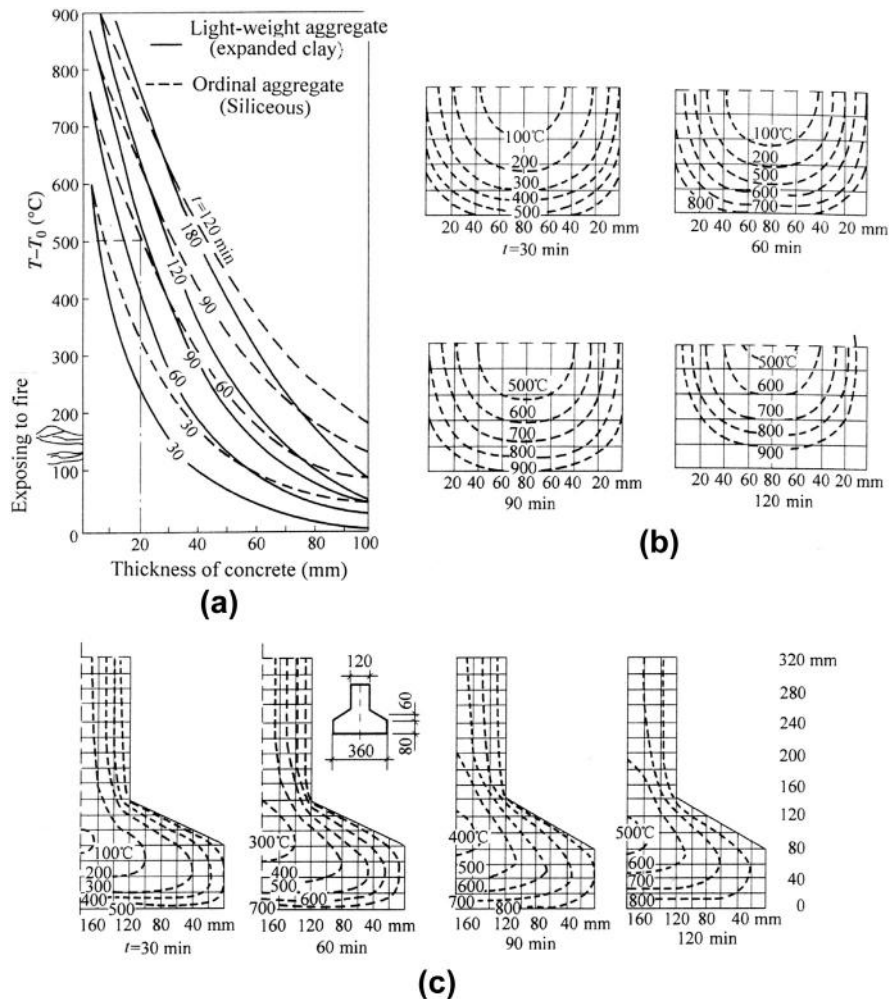 900
800
700
600
500
400
300
200
100
0
T–T₀ (°C)
Exposing to fire
Light-weight aggregate
(expanded clay)
Ordinal aggregate
(Siliceous)
t=120 min
180
120
90
90
60
60
30
30
20 40 60 80 100
Thickness of concrete (mm)
(a)
100℃
200
300
400
500
20 40 60 80 60 40 20 mm
t=30 min
100℃
200
500
600
800 700
20 40 60 80 60 40 20 mm
60 min
500℃
600
700
800
900
20 40 60 80 60 40 20 mm
90 min
500℃
600
700
800
900
20 40 60 80 60 40 20 mm
120 min
(b)
100℃
200
300
400
500
160 120 80 40 mm
t=30 min
120
60
80
360
300℃
400
500
600
700
160 120 80 40 mm
60 min
400℃
500
600
700
800
160 120 80 40 mm
90 min
500℃
600
700
800
160 120 80 40 mm
120 min
320 mm
280
240
200
160
120
80
40
0
(c)